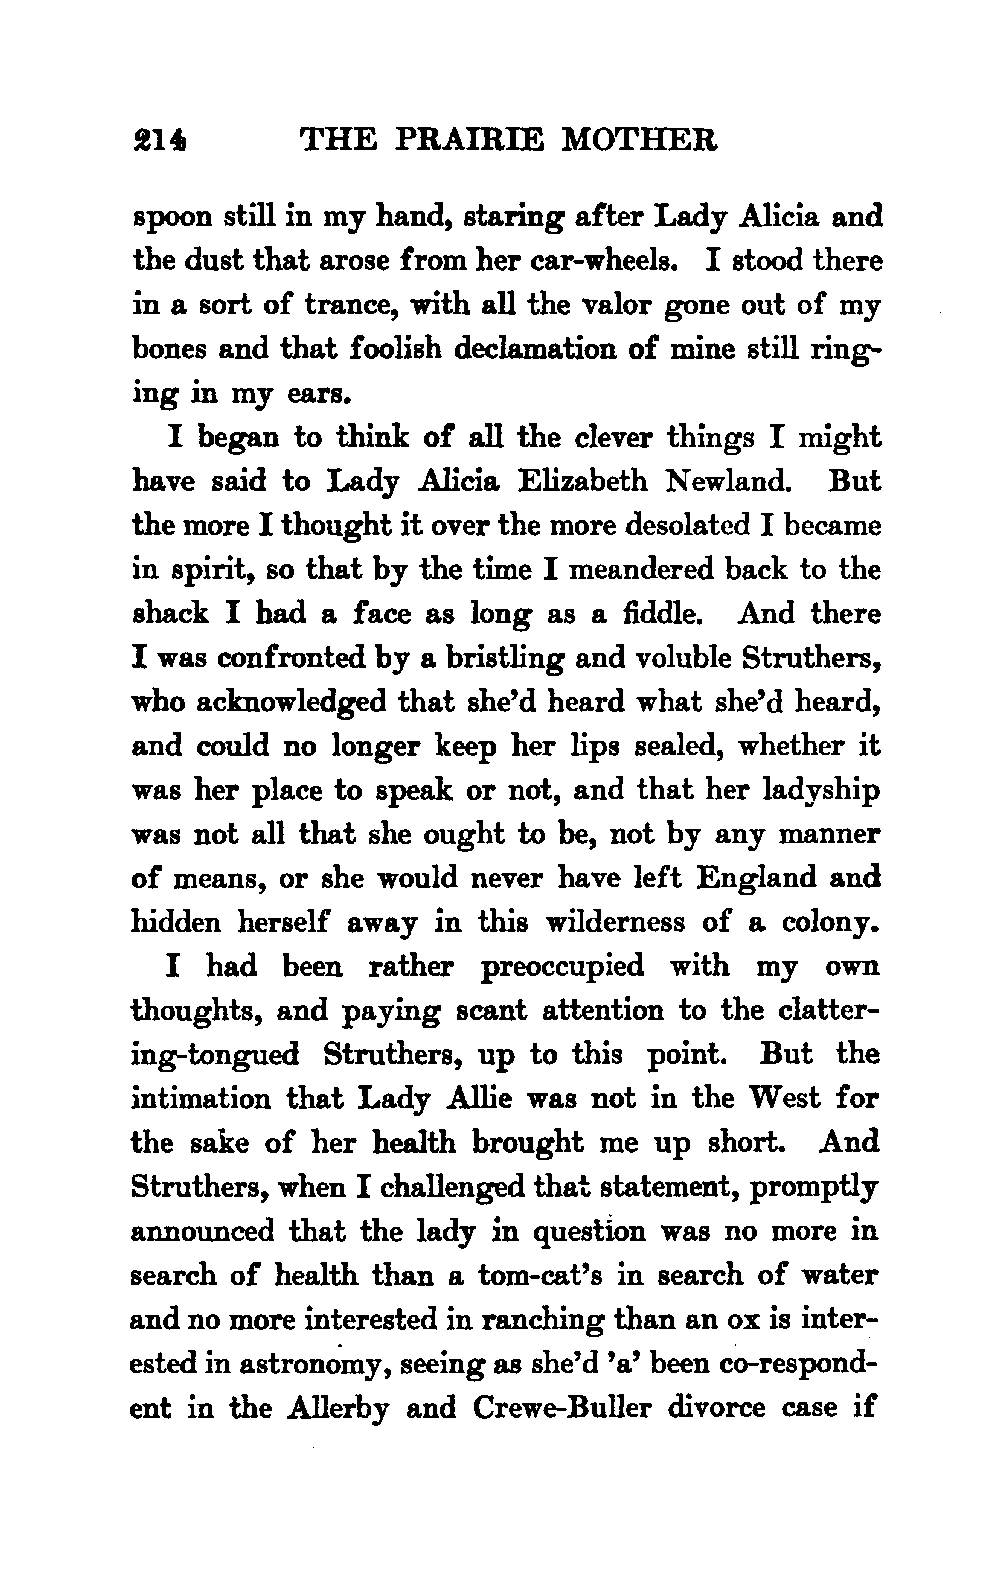 214 THE PRAIRIE MOTHER
spoon still in my hand, staring after Lady Alicia and
the dust that arose from her car-wheels. I stood there
in a sort of trance, with all the valor gone out of my
bones and that foolish declamation of mine still ring-
ing in my ears.
I began to think of all the clever things I might
have said to Lady Alicia Elizabeth Newland. But
the more I thought it over the more desolated I became
in spirit, so that by the time I meandered back to the
shack I had a face as long as a fiddle. And there
I was confronted by a bristling and voluble Struthers,
who acknowledged that she'd heard what she'd heard,
and could no longer keep her lips sealed, whether it
was her place to speak or not, and that her ladyship
was not all that she ought to be, not by any manner
of means, or she would never have left England and
hidden herself away in this wilderness of a colony.
I had been rather preoccupied with my own
thoughts, and paying scant attention to the clatter-
ing-tongued Struthers, up to this point. But the
intimation that Lady Allie was not in the West for
the sake of her health brought me up short. And
Struthers, when I challenged that statement, promptly
announced that the lady in question was no more in
search of health than a tom-cat's in search of water
and no more interested in ranching than an ox is inter-
ested in astronomy, seeing as she'd 'a' been co-respond-
ent in the Allerby and Crewe-Buller divorce case if